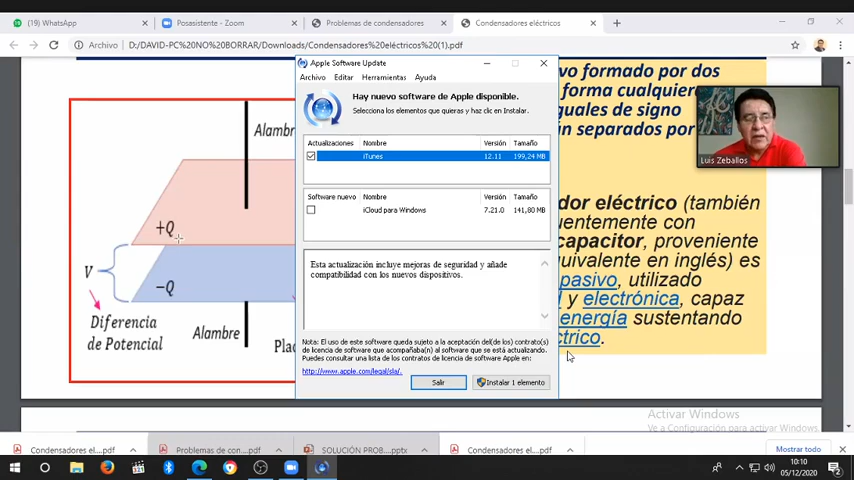 (19) WhatsApp
Posasistente - Zoom
Problemas de condensadores
Condensadores eléctricos
Archivo
D:/DAVID-PC%20NO%20BORRAR/Downloads/Condensadores%20eléctricos%20(1).pdf
Alambr
+Q
V
-Q
Diferencia
de Potencial
Alambre
Pla
Apple Software Update
Archivo Editar Herramientas Ayuda
Hay nuevo software de Apple disponible.
Selecciona los elementos que quieras y haz clic en Instalar.
Actualizaciones Nombre Versión Tamaño
iTunes 12.11 199,24 MB
Software nuevo Nombre Versión Tamaño
iCloud para Windows 7.21.0 141,80 MB
Esta actualización incluye mejoras de seguridad y añade
compatibilidad con los nuevos dispositivos.
Nota: El uso de este software queda sujeto a la aceptación del(de los) contrato(s)
de licencia de software que acompañaba(n) al software que se está actualizando.
Puedes consultar una lista de los contratos de licencia de software Apple en:
http://www.apple.com/legal/sla/.
Salir
Instalar 1 elemento
vo formado por dos
forma cualquier
guales de signo
n separados por
Luis Zeballos
dor eléctrico (también
uentemente con
capacitor, proveniente
uivalente en inglés) es
pasivo, utilizado
y electrónica, capaz
energía sustentando
ctrico.
Activar Windows
Ve a Configuración para activar Windows.
Condensadores el....pdf
Problemas de con....pdf
SOLUCIÓN PROB....pptx
Condensadores el....pdf
Mostrar todo
10:10
05/12/2020